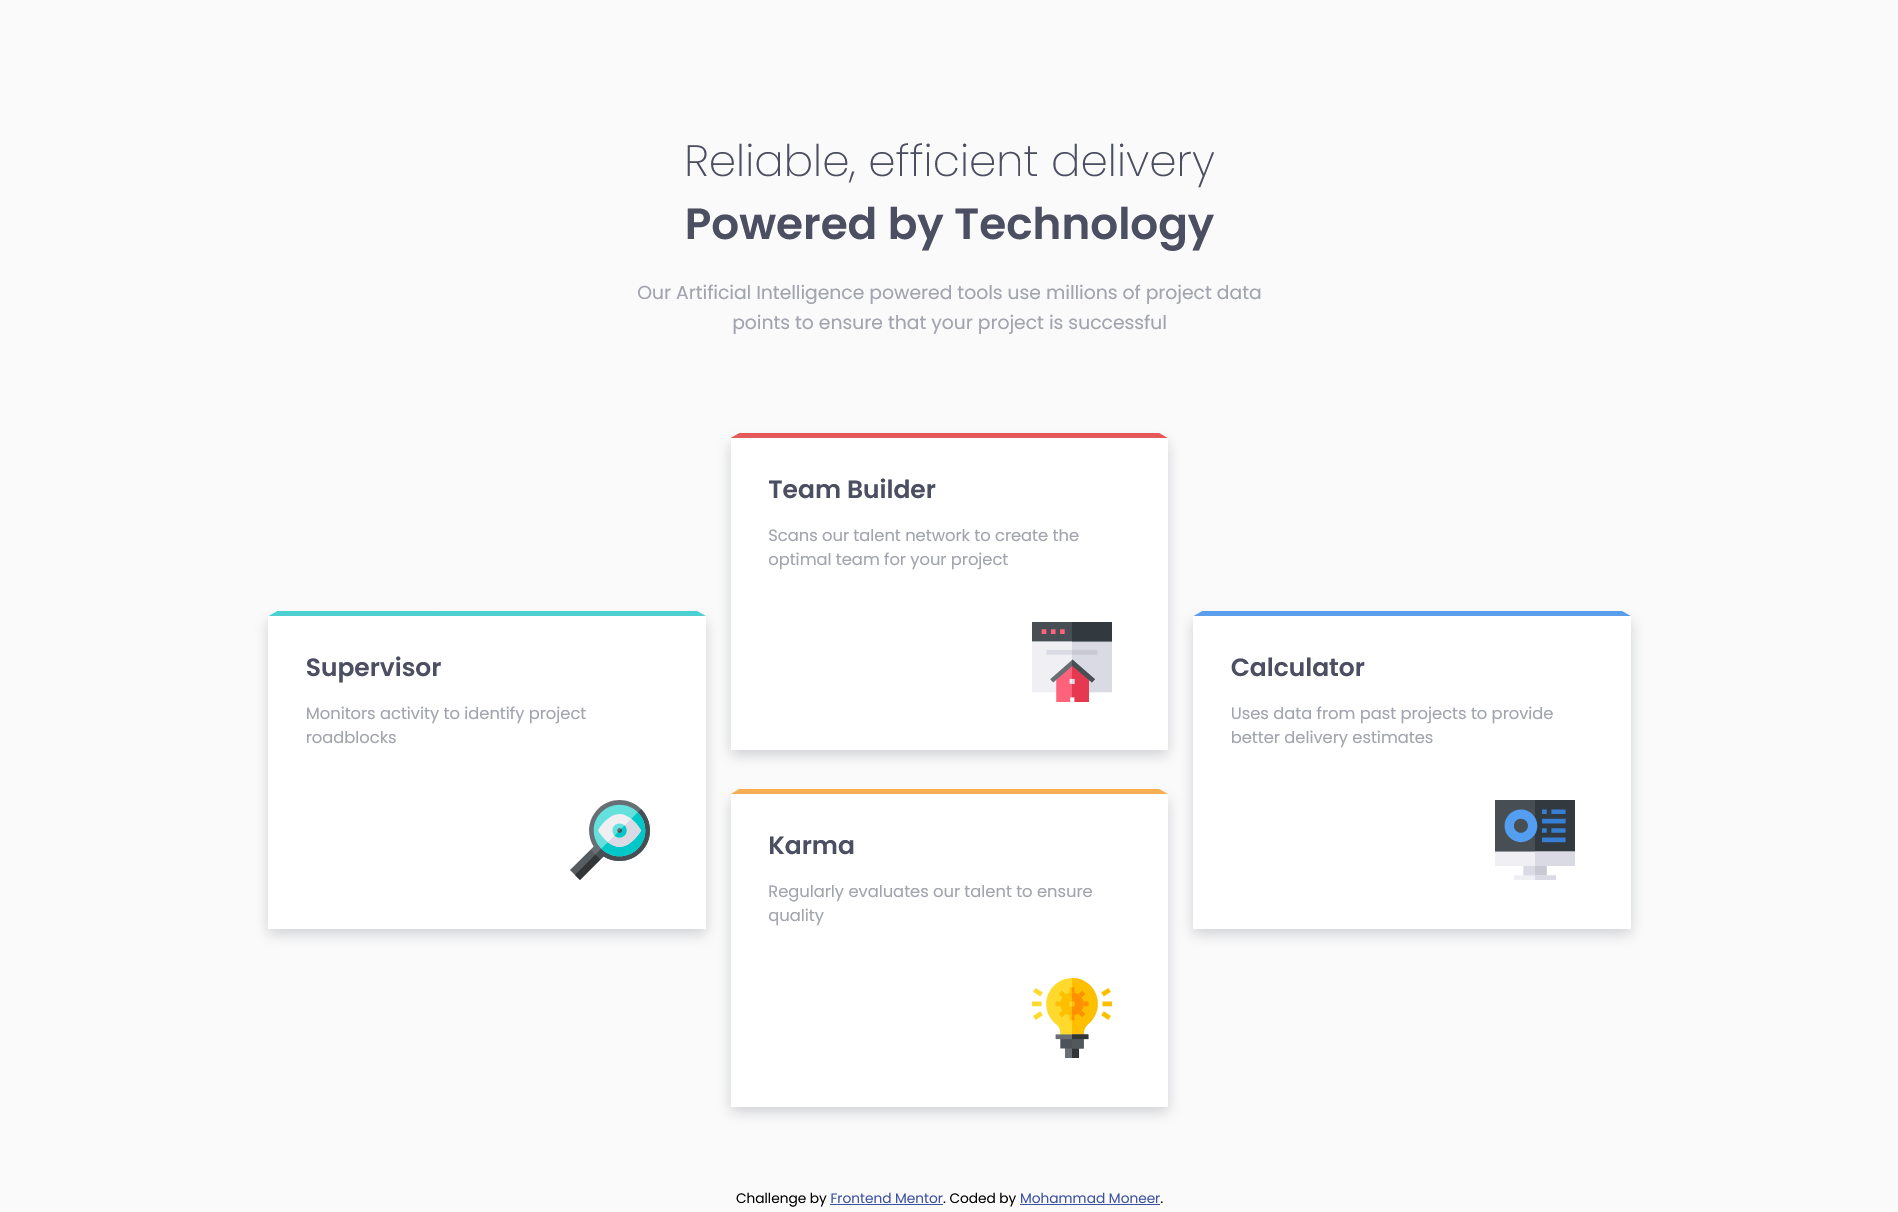 Reliable, efficient delivery
Powered by Technology
Our Artificial Intelligence powered tools use millions of project data
points to ensure that your project is successful
Supervisor
Monitors activity to identify project
roadblocks
Team Builder
Scans our talent network to create the
optimal team for your project
Karma
Regularly evaluates our talent to ensure
quality
Calculator
Uses data from past projects to provide
better delivery estimates
Challenge by Frontend Mentor. Coded by Mohammad Moneer.